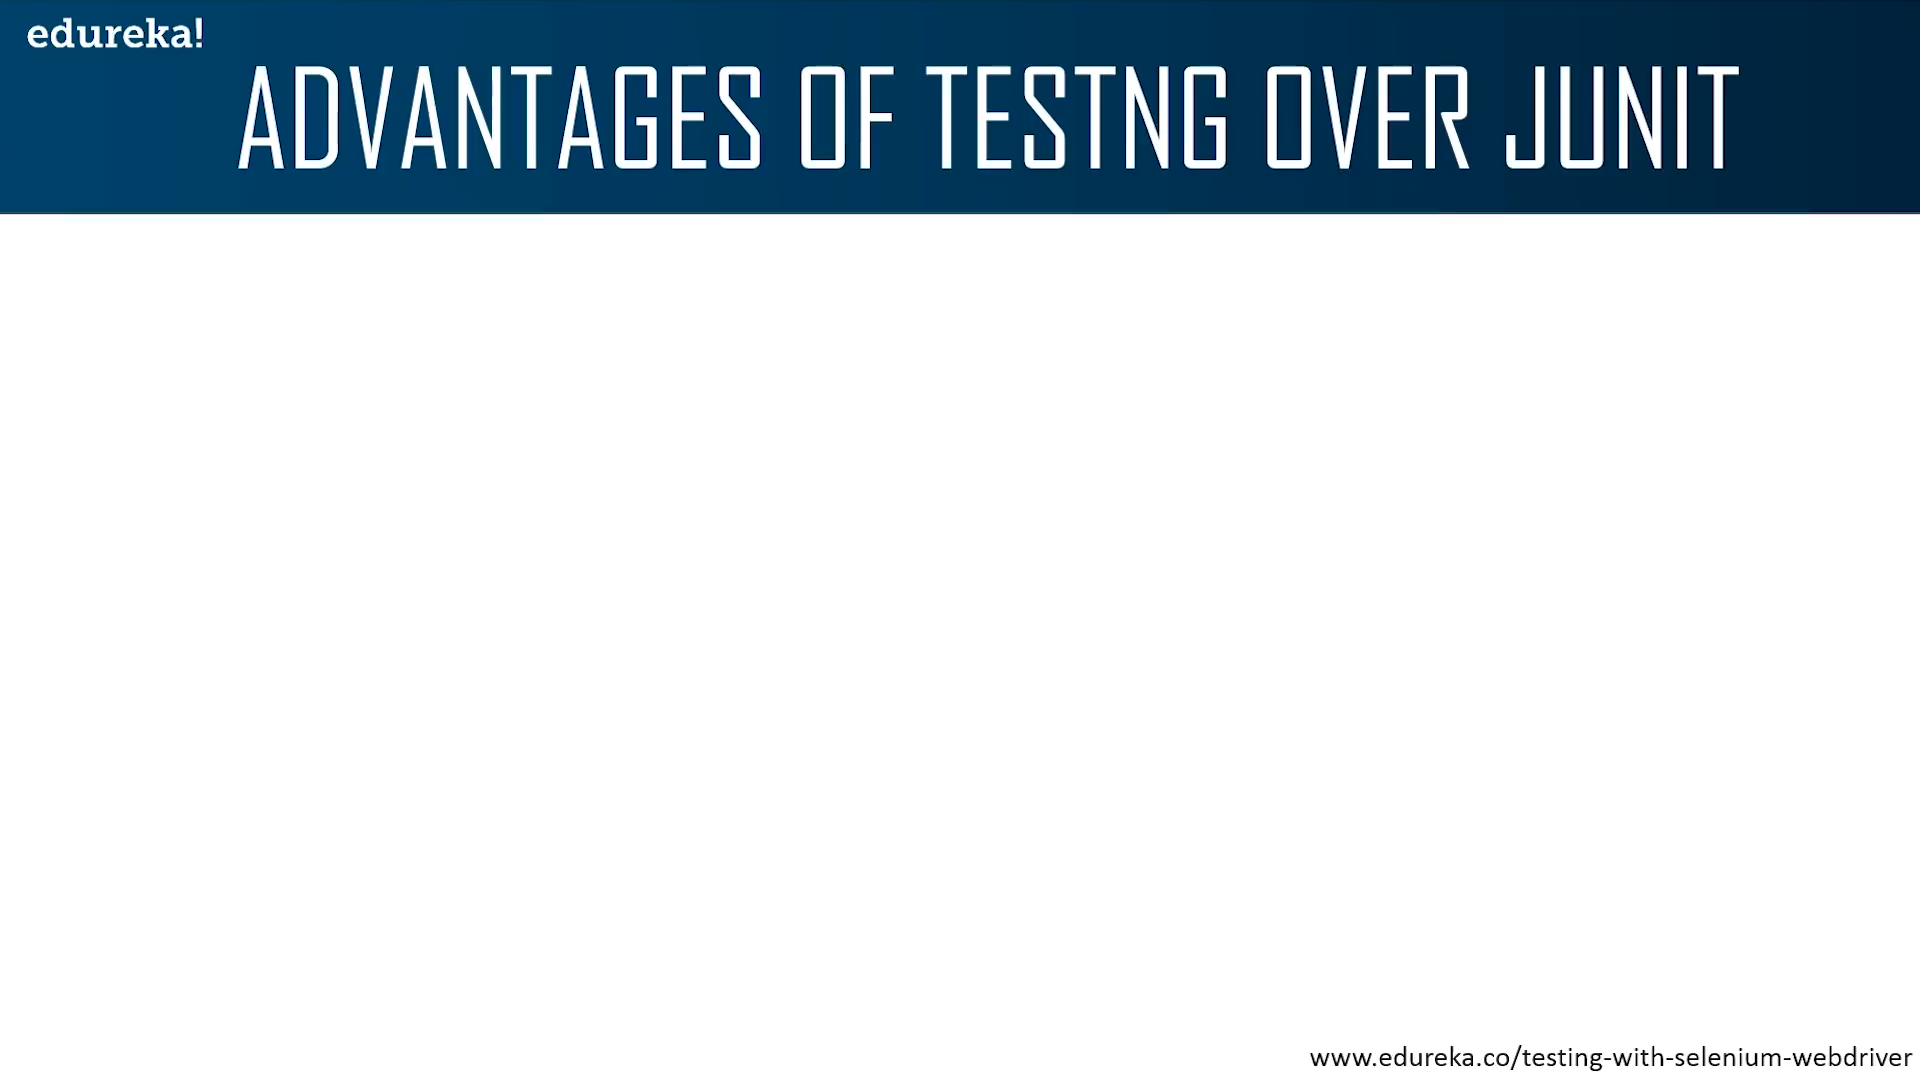 edureka!
ADVANTAGES OF TESTNG OVER JUNIT
www.edureka.co/testing-with-selenium-webdriver